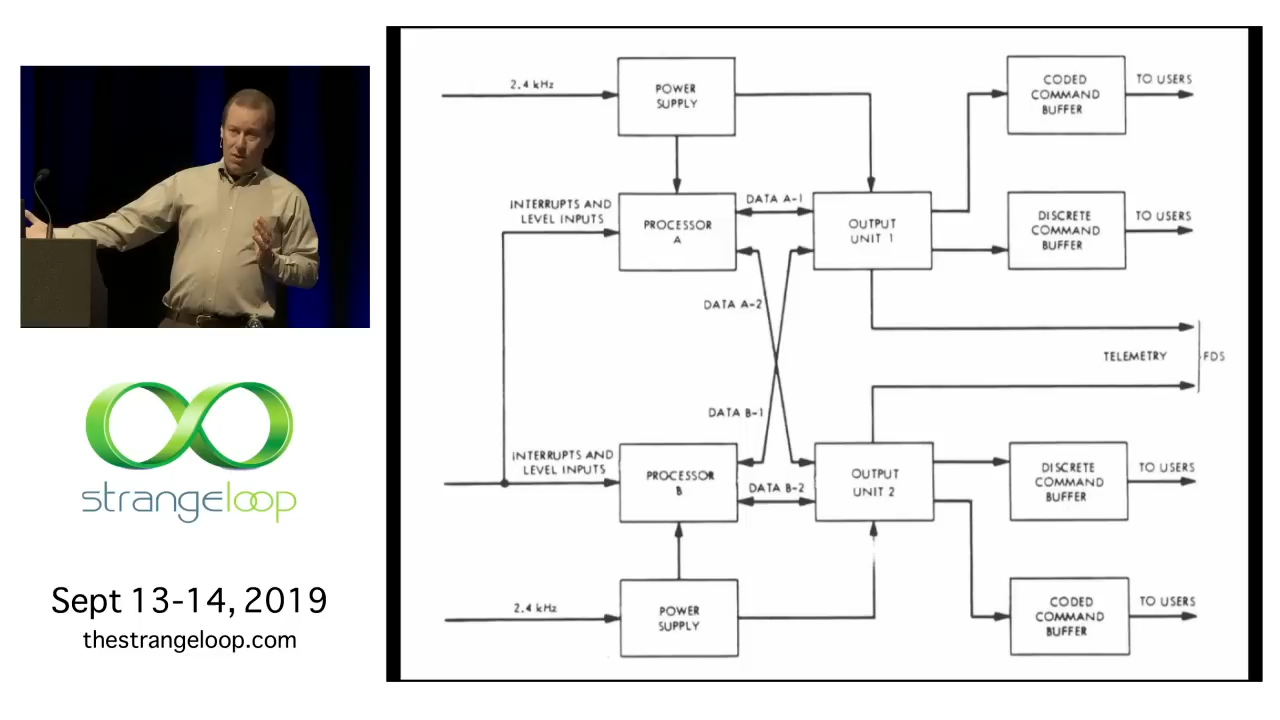 strangeloop
Sept 13-14, 2019
thestrangeloop.com
2.4 kHz
POWER
SUPPLY
CODED
COMMAND
BUFFER
TO USERS
INTERRUPTS AND
LEVEL INPUTS
PROCESSOR
A
DATA A-1
OUTPUT
UNIT 1
DISCRETE
COMMAND
BUFFER
TO USERS
DATA A-2
TELEMETRY
FDS
DATA B-1
INTERRUPTS AND
LEVEL INPUTS
PROCESSOR
B
DATA B-2
OUTPUT
UNIT 2
DISCRETE
COMMAND
BUFFER
TO USERS
2.4 kHz
POWER
SUPPLY
CODED
COMMAND
BUFFER
TO USERS